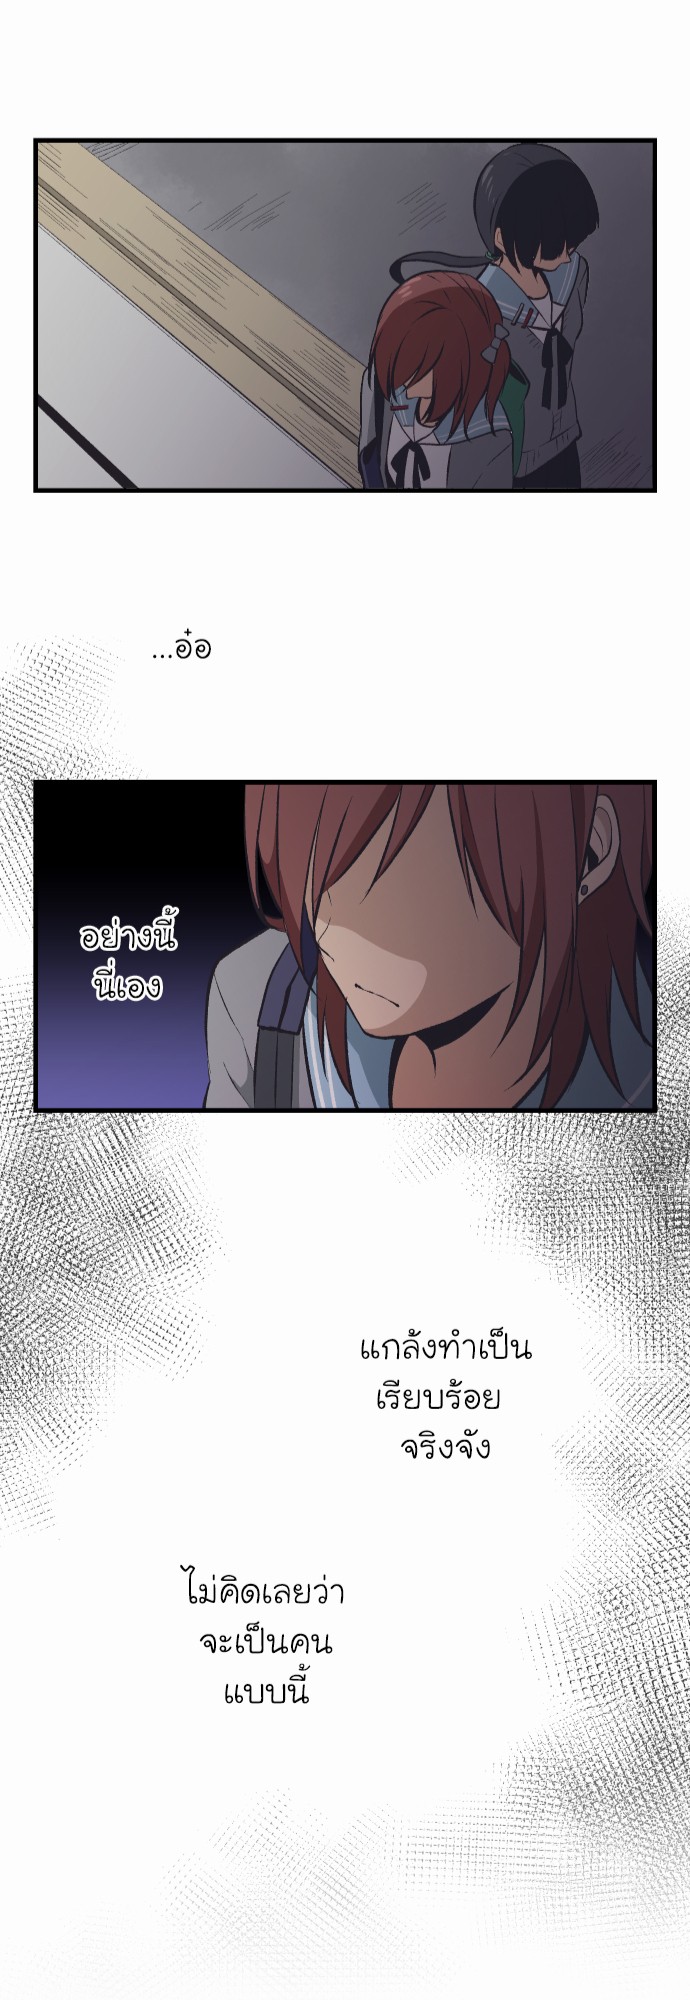 ...อ๋อ
อย่างนี้
นี่เอง
แกล้งทำเป็น
เรียบร้อย
จริงจัง
ไม่คิดเลยว่า
จะเป็นคน
แบบนี้